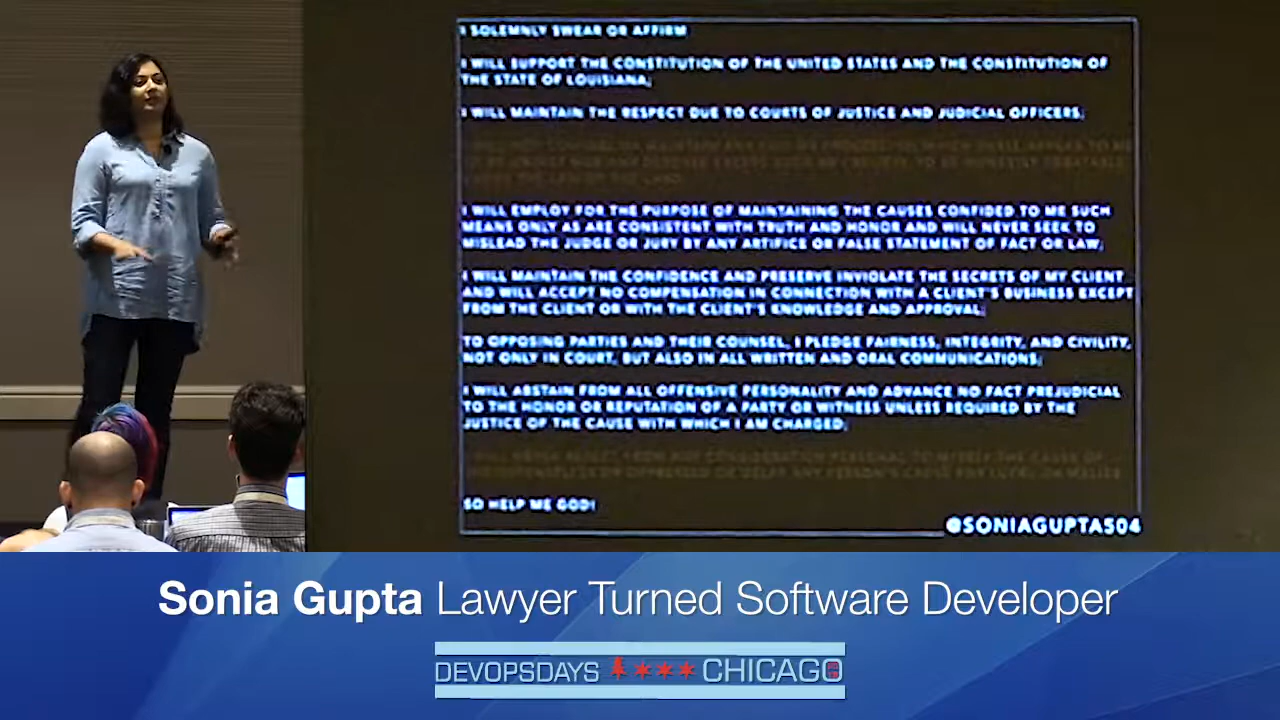 I SOLEMNLY SWEAR OR AFFIRM
I WILL SUPPORT THE CONSTITUTION OF THE UNITED STATES AND THE CONSTITUTION OF
THE STATE OF LOUISIANA;
I WILL MAINTAIN THE RESPECT DUE TO COURTS OF JUSTICE AND JUDICIAL OFFICERS;
I WILL EMPLOY FOR THE PURPOSE OF MAINTAINING THE CAUSES CONFIDED TO ME SUCH
MEANS ONLY AS ARE CONSISTENT WITH TRUTH AND HONOR AND WILL NEVER SEEK TO
MISLEAD THE JUDGE OR JURY BY ANY ARTIFICE OR FALSE STATEMENT OF FACT OR LAW;
I WILL MAINTAIN THE CONFIDENCE AND PRESERVE INVIOLATE THE SECRETS OF MY CLIENT
AND WILL ACCEPT NO COMPENSATION IN CONNECTION WITH A CLIENT'S BUSINESS EXCEPT
FROM THE CLIENT OR WITH THE CLIENT'S KNOWLEDGE AND APPROVAL;
TO OPPOSING PARTIES AND THEIR COUNSEL, I PLEDGE FAIRNESS, INTEGRITY, AND CIVILITY,
NOT ONLY IN COURT, BUT ALSO IN ALL WRITTEN AND ORAL COMMUNICATIONS;
I WILL ABSTAIN FROM ALL OFFENSIVE PERSONALITY AND ADVANCE NO FACT PREJUDICIAL
TO THE HONOR OR REPUTATION OF A PARTY OR WITNESS UNLESS REQUIRED BY THE
JUSTICE OF THE CAUSE WITH WHICH I AM CHARGED;
SO HELP ME GOD!
@SONIAGUPTA504
Sonia Gupta Lawyer Turned Software Developer
DEVOPSDAYS CHICAGO